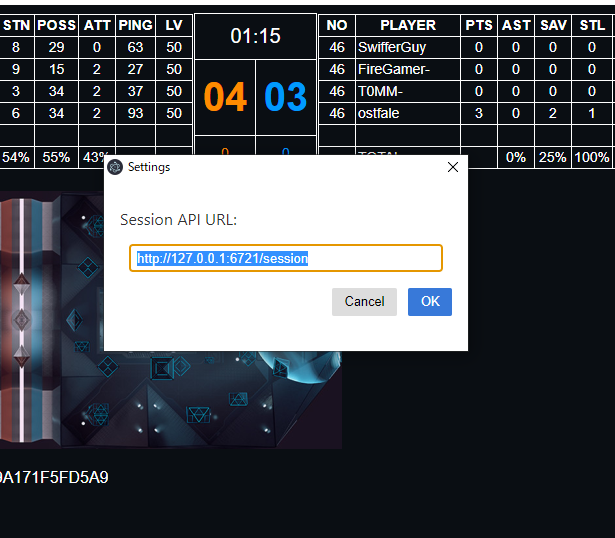 STN POSS ATT PING LV
8 29 0 63 50
9 15 2 27 50
3 34 2 37 50
6 34 2 93 50
54% 55% 43%
01:15
04 03
NO PLAYER PTS AST SAV STL
46 SwifferGuy 0 0 0 0
46 FireGamer- 0 0 0 0
46 T0MM- 0 0 0 0
46 ostfale 3 0 2 1
0% 25% 100%
Settings
Session API URL:
http://127.0.0.1:6721/session
Cancel OK
A171F5FD5A9